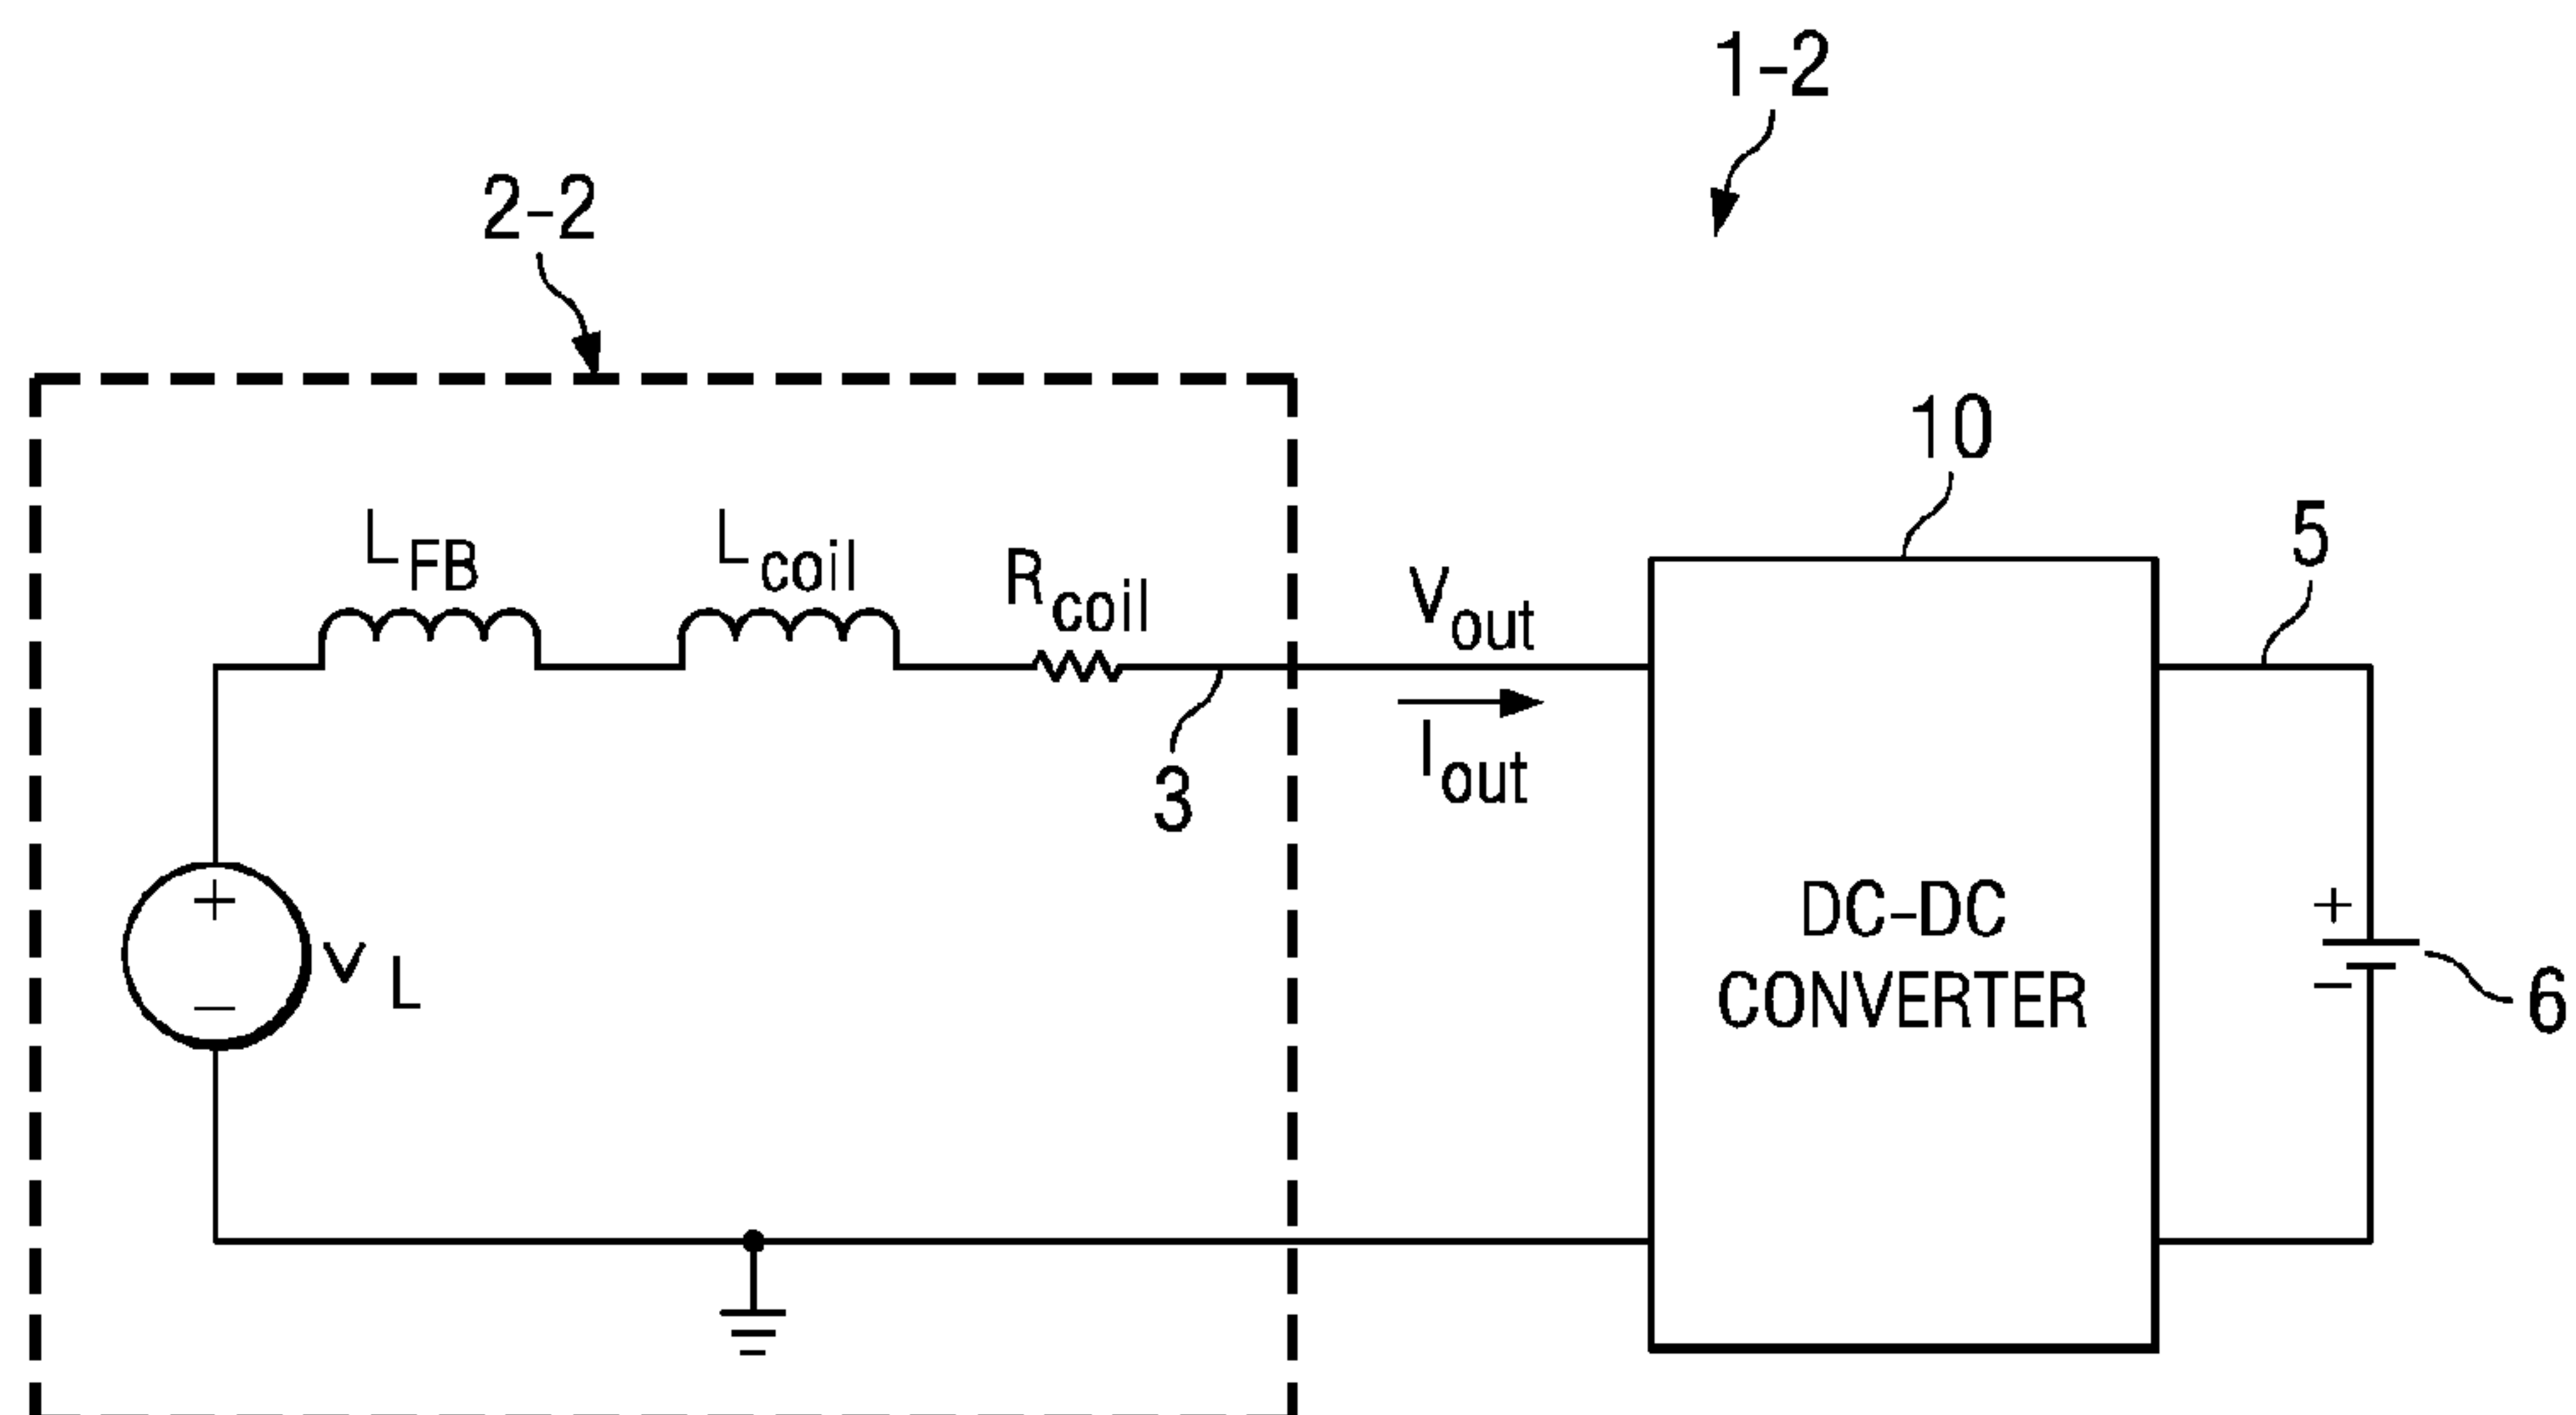 1-2
2-2
10
LFB
Lcoil
Rcoil
Vout
5
3
Iout
+
vL
−
DC-DC
CONVERTER
+
−
6